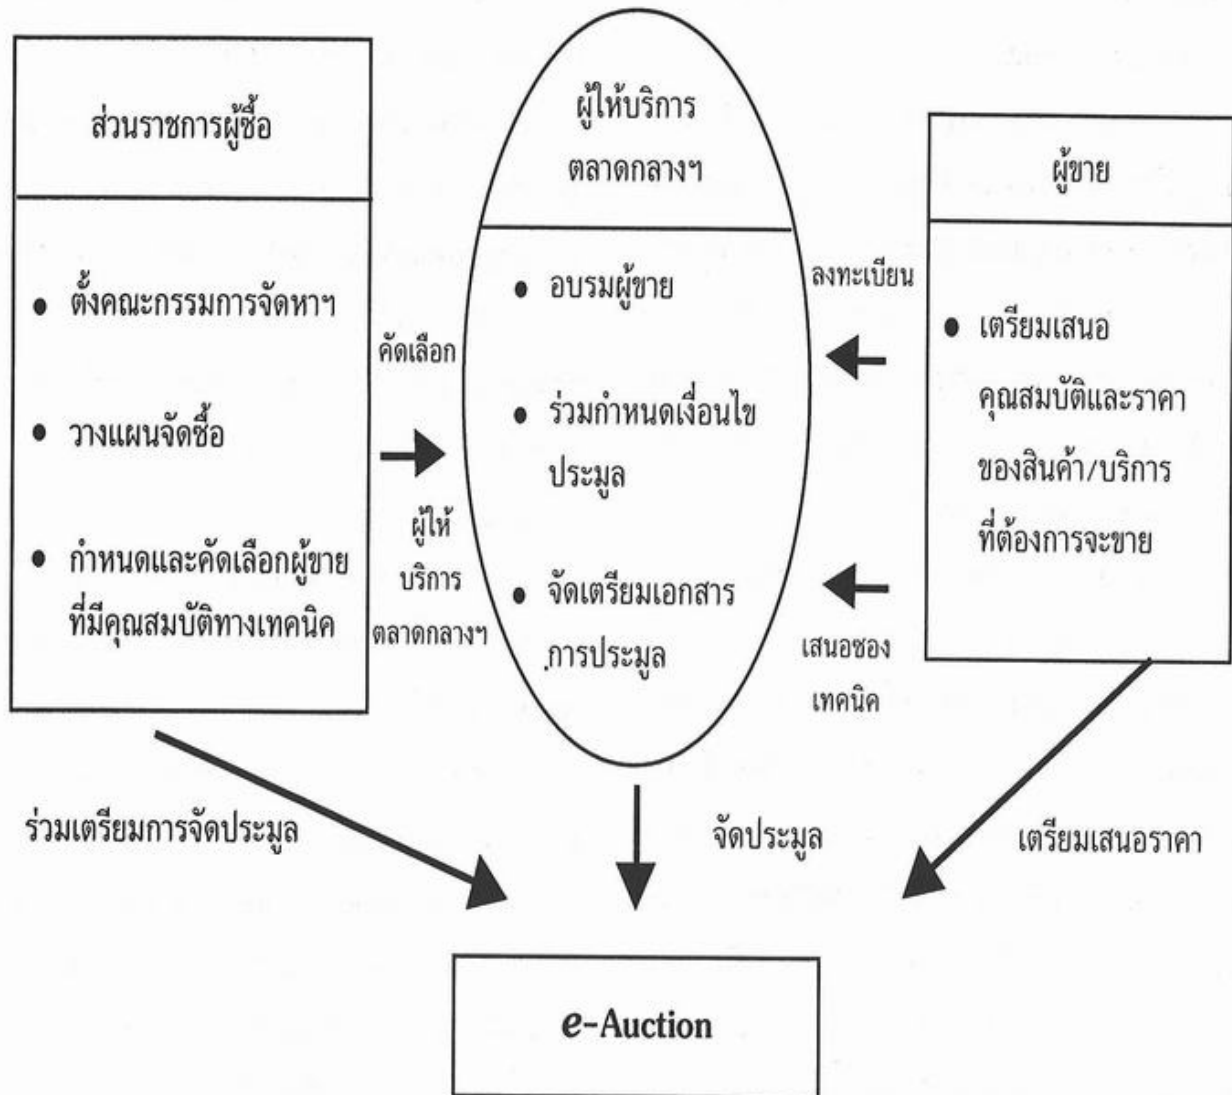 ส่วนราชการผู้ซื้อ
• ตั้งคณะกรรมการจัดหาฯ
• วางแผนจัดซื้อ
• กำหนดและคัดเลือกผู้ขาย
ที่มีคุณสมบัติทางเทคนิค
คัดเลือก
ผู้ให้
บริการ
ตลาดกลางฯ
ผู้ให้บริการ
ตลาดกลางฯ
• อบรมผู้ขาย
• ร่วมกำหนดเงื่อนไข
ประมูล
• จัดเตรียมเอกสาร
การประมูล
ลงทะเบียน
เสนอซอง
เทคนิค
ผู้ขาย
• เตรียมเสนอ
คุณสมบัติและราคา
ของสินค้า/บริการ
ที่ต้องการจะขาย
ร่วมเตรียมการจัดประมูล
จัดประมูล
เตรียมเสนอราคา
e-Auction